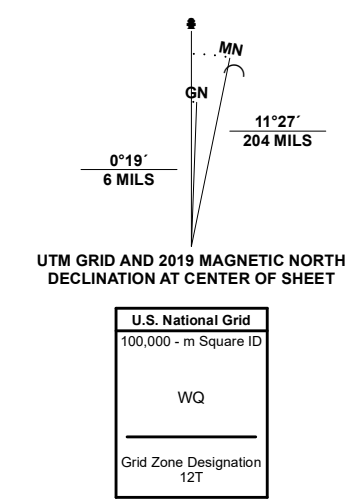 MN
GN
11°27´
204 MILS
0°19´
6 MILS
UTM GRID AND 2019 MAGNETIC NORTH
DECLINATION AT CENTER OF SHEET
U.S. National Grid
100,000 - m Square ID
WQ
Grid Zone Designation
12T